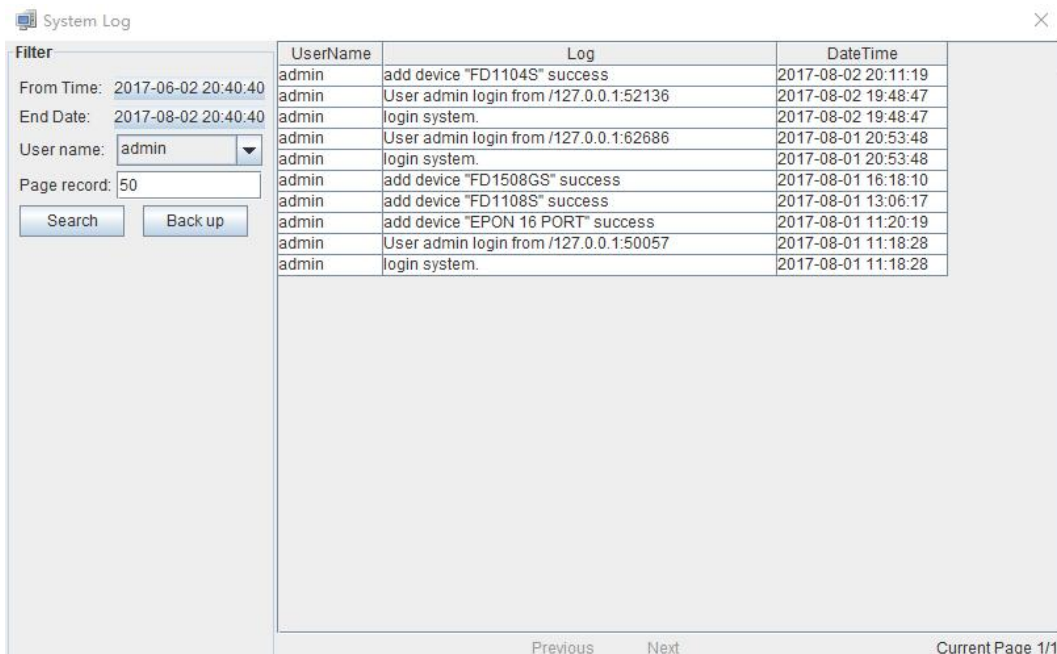 System Log
Filter
From Time: 2017-06-02 20:40:40
End Date: 2017-08-02 20:40:40
User name: admin
Page record: 50
Search Back up
UserName Log DateTime
admin add device "FD1104S" success 2017-08-02 20:11:19
admin User admin login from /127.0.0.1:52136 2017-08-02 19:48:47
admin login system. 2017-08-02 19:48:47
admin User admin login from /127.0.0.1:62686 2017-08-01 20:53:48
admin login system. 2017-08-01 20:53:48
admin add device "FD1508GS" success 2017-08-01 16:18:10
admin add device "FD1108S" success 2017-08-01 13:06:17
admin add device "EPON 16 PORT" success 2017-08-01 11:20:19
admin User admin login from /127.0.0.1:50057 2017-08-01 11:18:28
admin login system. 2017-08-01 11:18:28
Previous Next Current Page 1/1